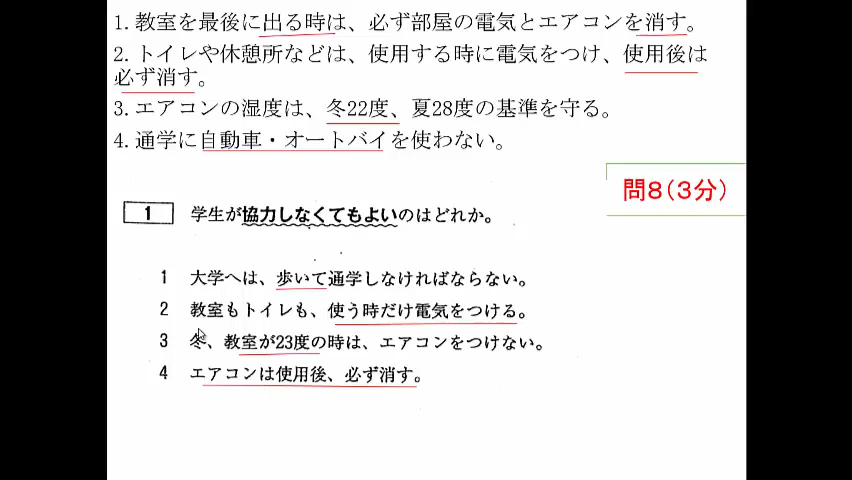 1. 教室を最後に出る時は、必ず部屋の電気とエアコンを消す。
2. トイレや休憩所などは、使用する時に電気をつけ、使用後は
必ず消す。
3. エアコンの湿度は、冬22度、夏28度の基準を守る。
4. 通学に自動車・オートバイを使わない。
問８(３分)
1 学生が協力しなくてもよいのはどれか。
1 大学へは、歩いて通学しなければならない。
2 教室もトイレも、使う時だけ電気をつける。
3 冬、教室が23度の時は、エアコンをつけない。
4 エアコンは使用後、必ず消す。